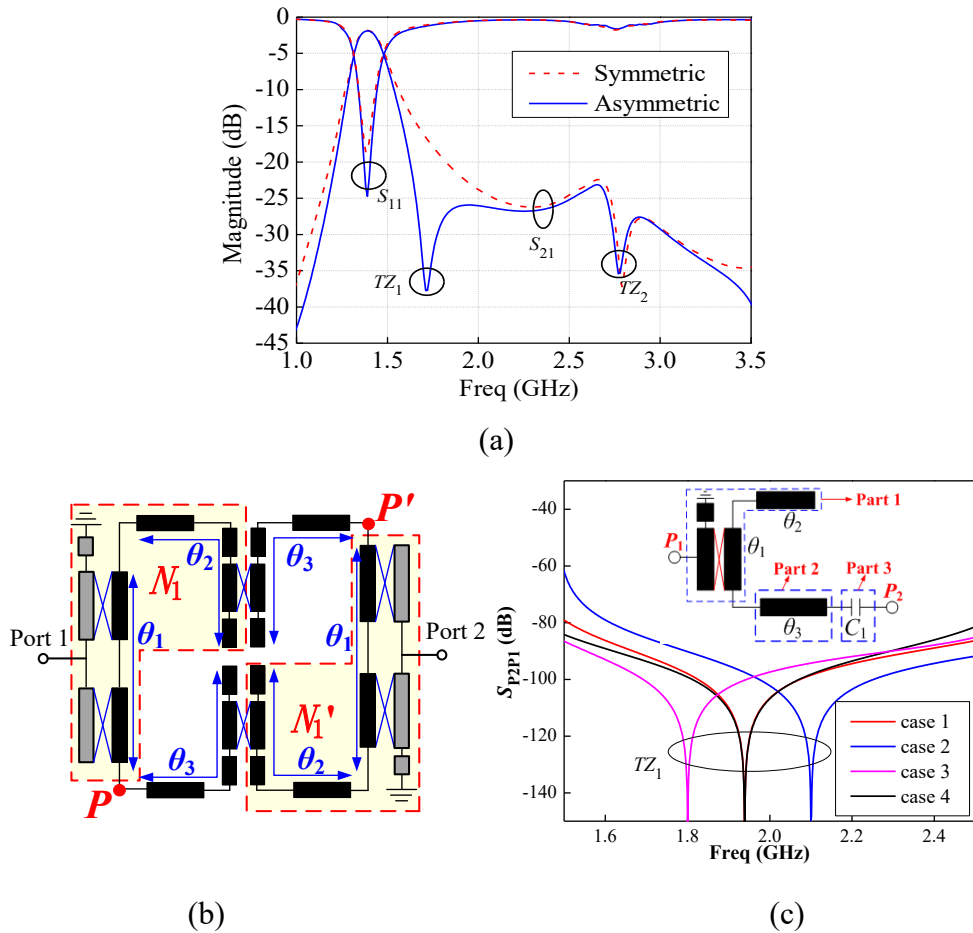 0
-5
-10
-15
-20
-25
-30
-35
-40
-45
Magnitude (dB)
Symmetric
Asymmetric
S11
S21
TZ1
TZ2
1.0 1.5 2.0 2.5 3.0 3.5
Freq (GHz)
(a)
P'
N1
θ2
θ3
θ1
θ1
Port 1
Port 2
θ3
N1'
θ2
P
(b)
-40
-60
-80
-100
-120
-140
SP2P1 (dB)
Part 1
θ2
P1
θ1
Part 2 Part 3
P2
θ3
C1
case 1
case 2
case 3
case 4
TZ1
1.6 1.8 2.0 2.2 2.4
Freq (GHz)
(c)